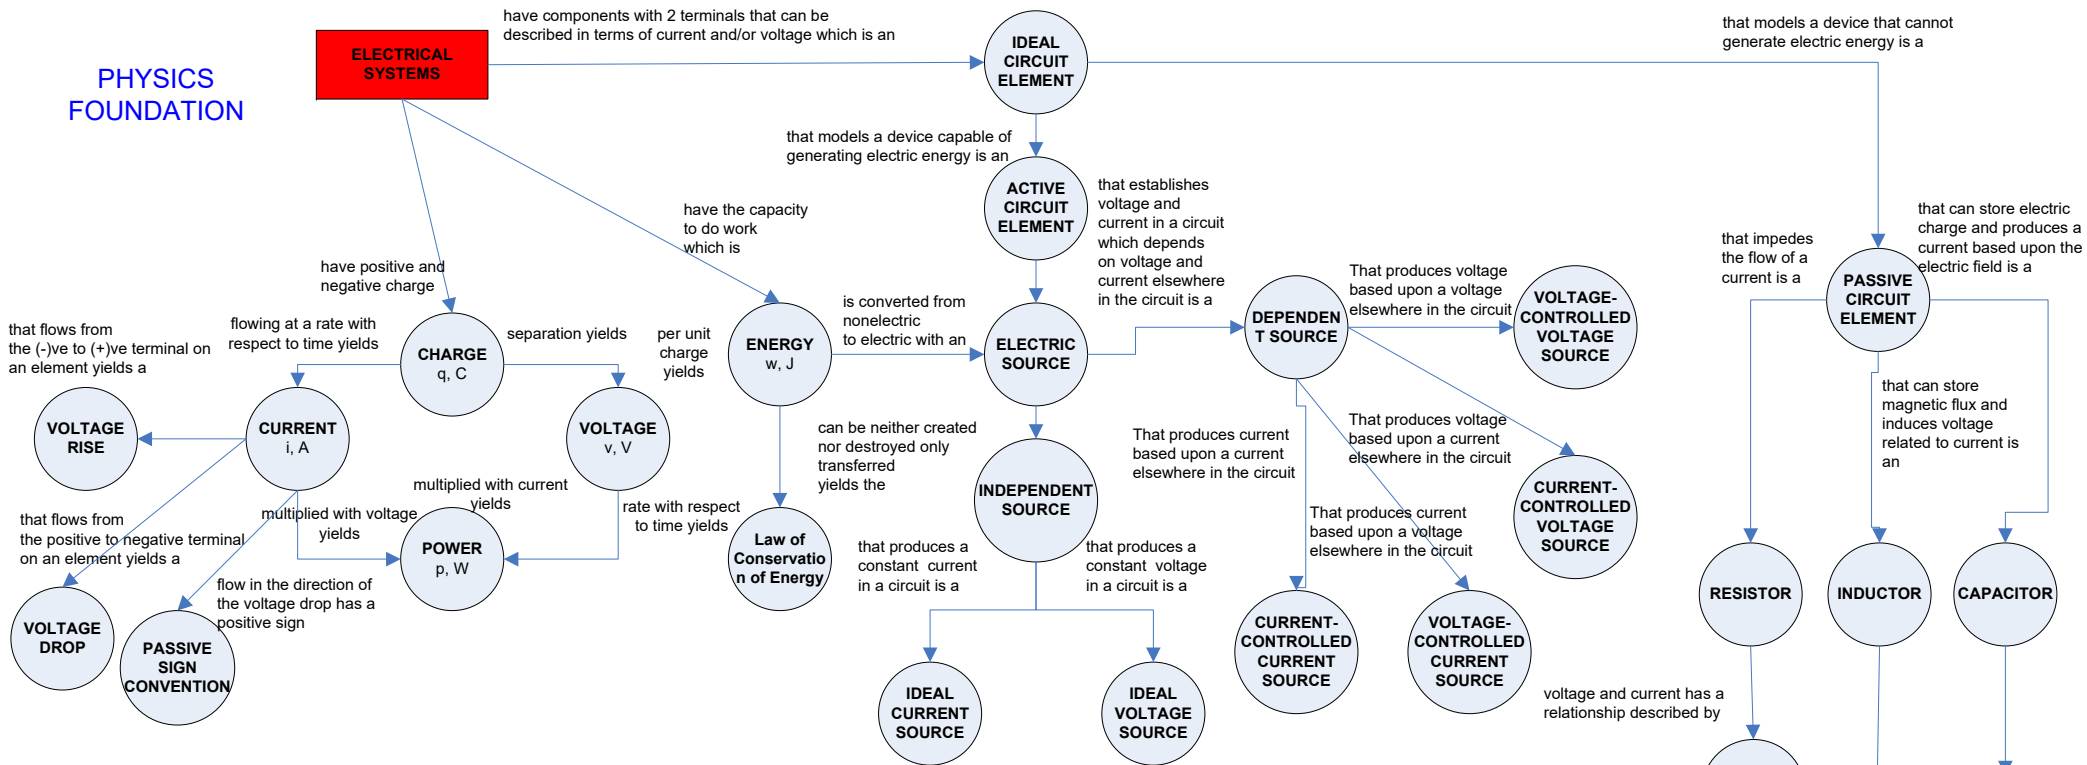 PHYSICS
FOUNDATION
ELECTRICAL
SYSTEMS
have components with 2 terminals that can be
described in terms of current and/or voltage which is an
IDEAL
CIRCUIT
ELEMENT
that models a device that cannot
generate electric energy is a
that models a device capable of
generating electric energy is an
ACTIVE
CIRCUIT
ELEMENT
that establishes
voltage and
current in a circuit
which depends
on voltage and
current elsewhere
in the circuit is a
have the capacity
to do work
which is
have positive and
negative charge
that impedes
the flow of a
current is a
that can store electric
charge and produces a
current based upon the
electric field is a
PASSIVE
CIRCUIT
ELEMENT
that flows from
the (-)ve to (+)ve terminal on
an element yields a
flowing at a rate with
respect to time yields
CHARGE
q, C
separation yields
per unit
charge
yields
ENERGY
w, J
is converted from
nonelectric
to electric with an
ELECTRIC
SOURCE
DEPENDEN
T SOURCE
That produces voltage
based upon a voltage
elsewhere in the circuit
VOLTAGE-
CONTROLLED
VOLTAGE
SOURCE
VOLTAGE
RISE
CURRENT
i, A
VOLTAGE
v, V
can be neither created
nor destroyed only
transferred
yields the
INDEPENDENT
SOURCE
That produces current
based upon a current
elsewhere in the circuit
That produces voltage
based upon a current
elsewhere in the circuit
CURRENT-
CONTROLLED
VOLTAGE
SOURCE
that can store
magnetic flux and
induces voltage
related to current is
an
that flows from
the positive to negative terminal
on an element yields a
multiplied with voltage
yields
multiplied with current
yields
POWER
p, W
rate with respect
to time yields
Law of
Conservatio
n of Energy
that produces a
constant current
in a circuit is a
that produces a
constant voltage
in a circuit is a
That produces current
based upon a voltage
elsewhere in the circuit
flow in the direction of
the voltage drop has a
positive sign
VOLTAGE
DROP
PASSIVE
SIGN
CONVENTION
IDEAL
CURRENT
SOURCE
IDEAL
VOLTAGE
SOURCE
CURRENT-
CONTROLLED
CURRENT
SOURCE
VOLTAGE-
CONTROLLED
CURRENT
SOURCE
RESISTOR
INDUCTOR
CAPACITOR
voltage and current has a
relationship described by